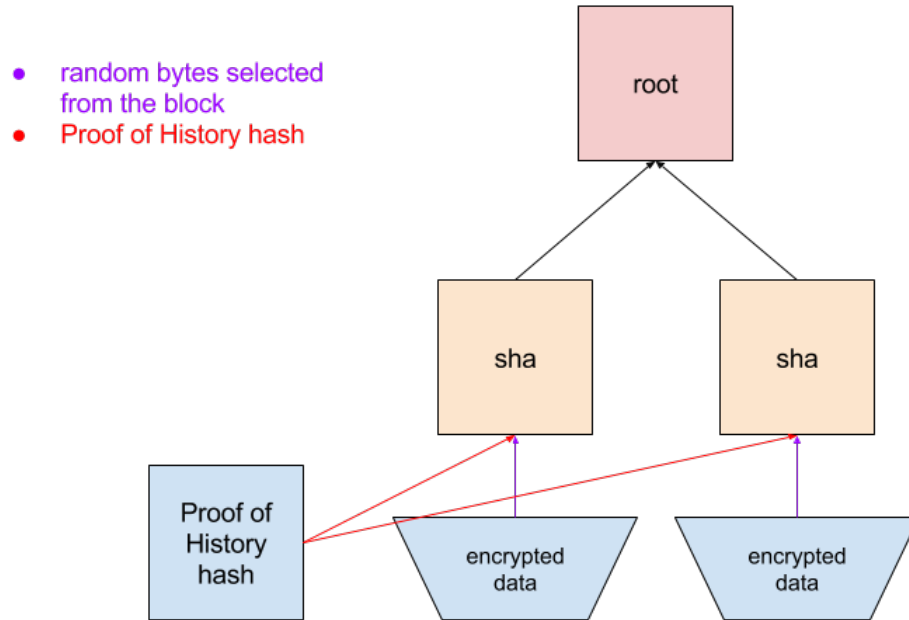 random bytes selected
from the block
Proof of History hash
root
sha
sha
Proof of
History
hash
encrypted
data
encrypted
data